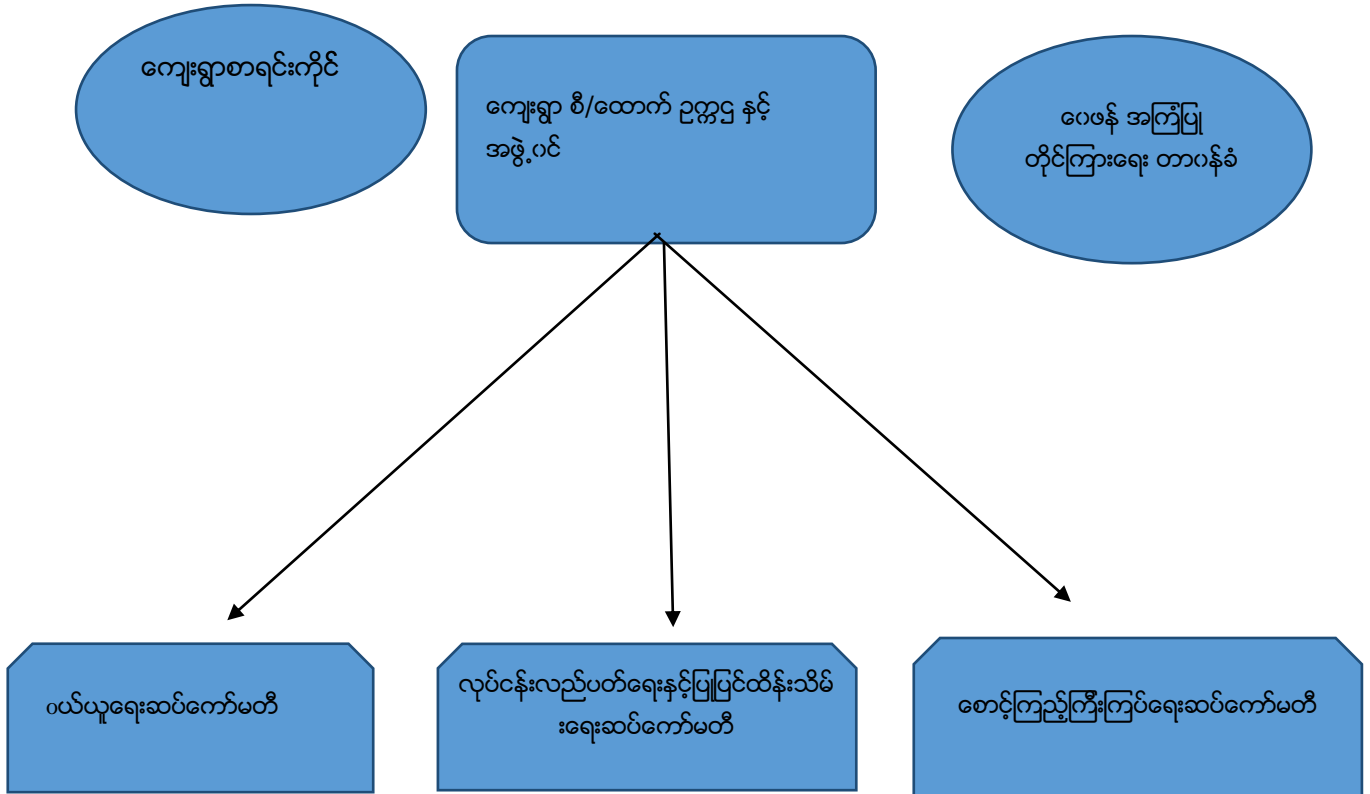 ကျေးရွာစာရင်းကိုင်
ကျေးရွာ စီ/ထောက် ဥက္ကဌ နှင့်
အဖွဲ့ဝင်
ဝေဖန် အကြံပြု
တိုင်ကြားရေး တာဝန်ခံ
ဝယ်ယူရေးဆပ်ကော်မတီ
လုပ်ငန်းလည်ပတ်ရေးနှင့်ပြုပြင်ထိန်းသိမ်
းရေးဆပ်ကော်မတီ
စောင့်ကြည့်ကြီးကြပ်ရေးဆပ်ကော်မတီ